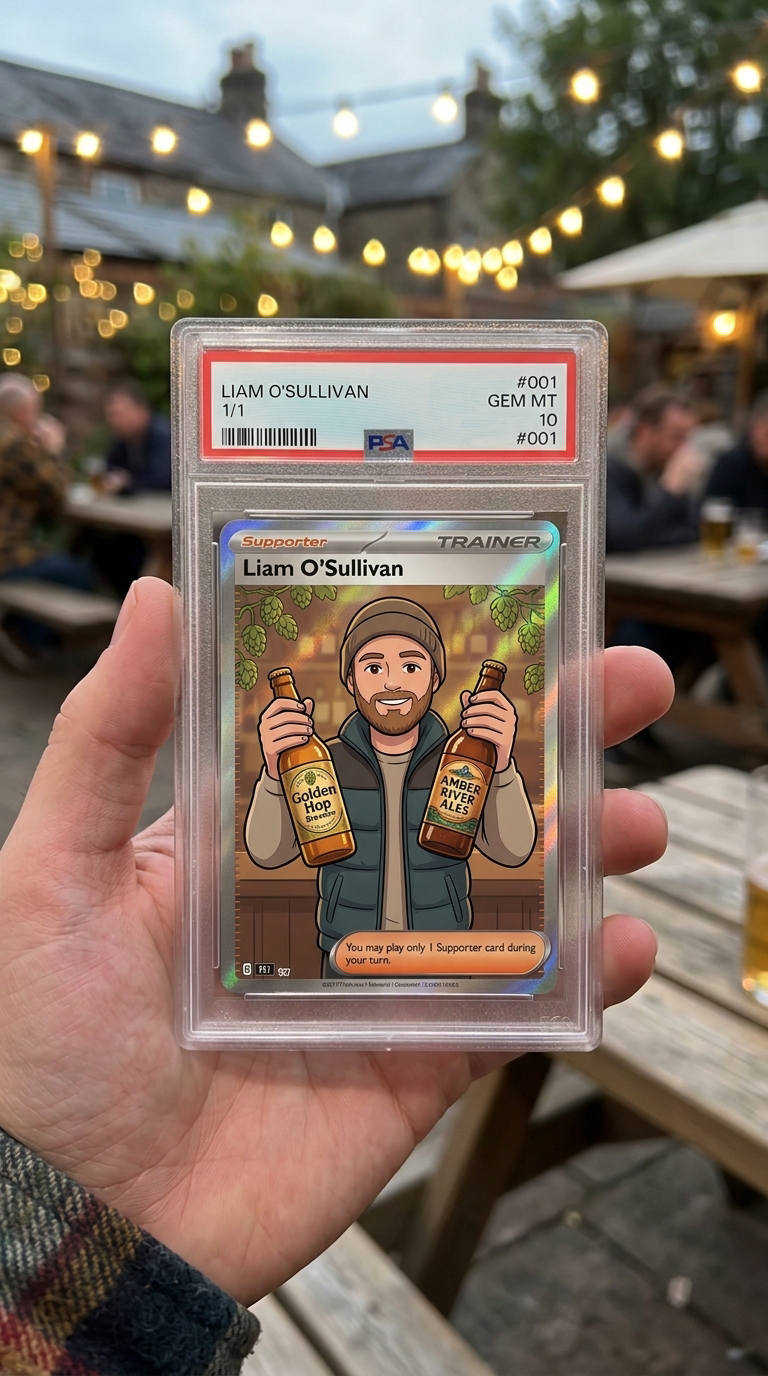 LIAM O'SULLIVAN
1/1
#001
GEM MT
10
#001
PSA
Supporter
TRAINER
Liam O'Sullivan
Golden
Hop
AMBER
RIVER
ALES
You may play only 1 Supporter card during
your turn.